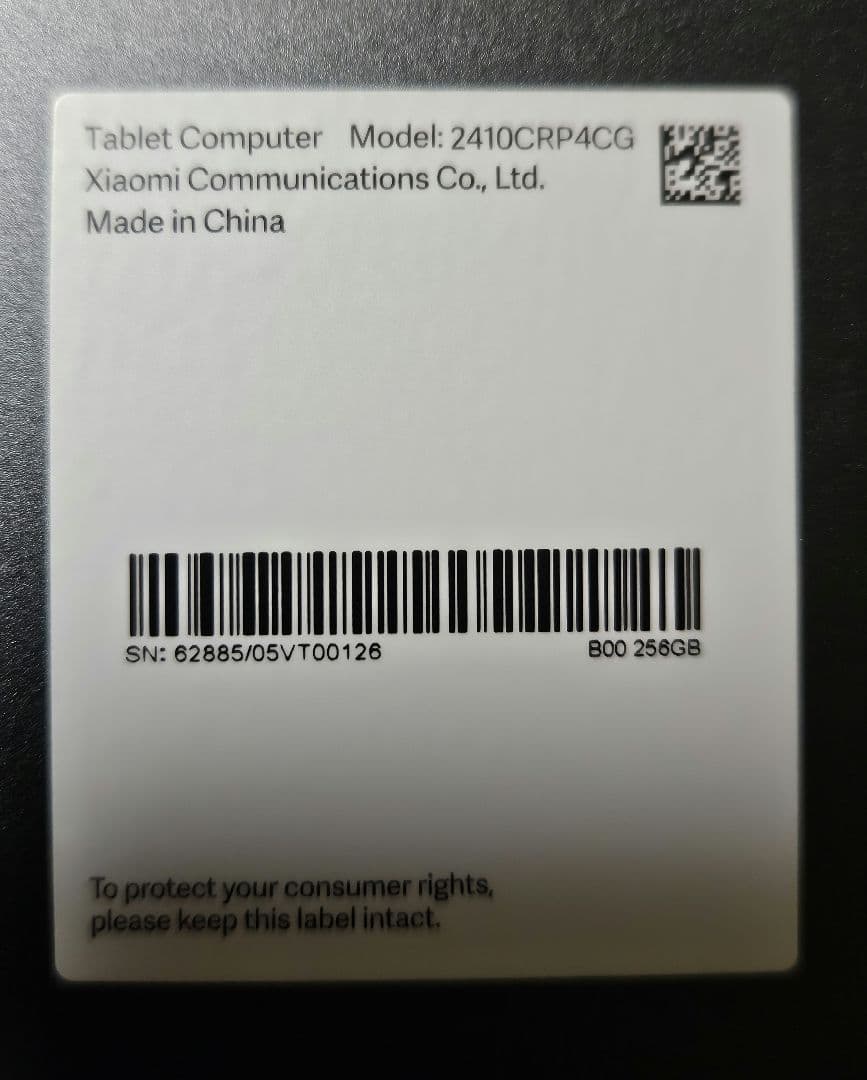 Tablet Computer Model: 2410CRP4CG
Xiaomi Communications Co., Ltd.
Made in China
SN: 62885/05VT00126 B00 256GB
To protect your consumer rights,
please keep this label intact.